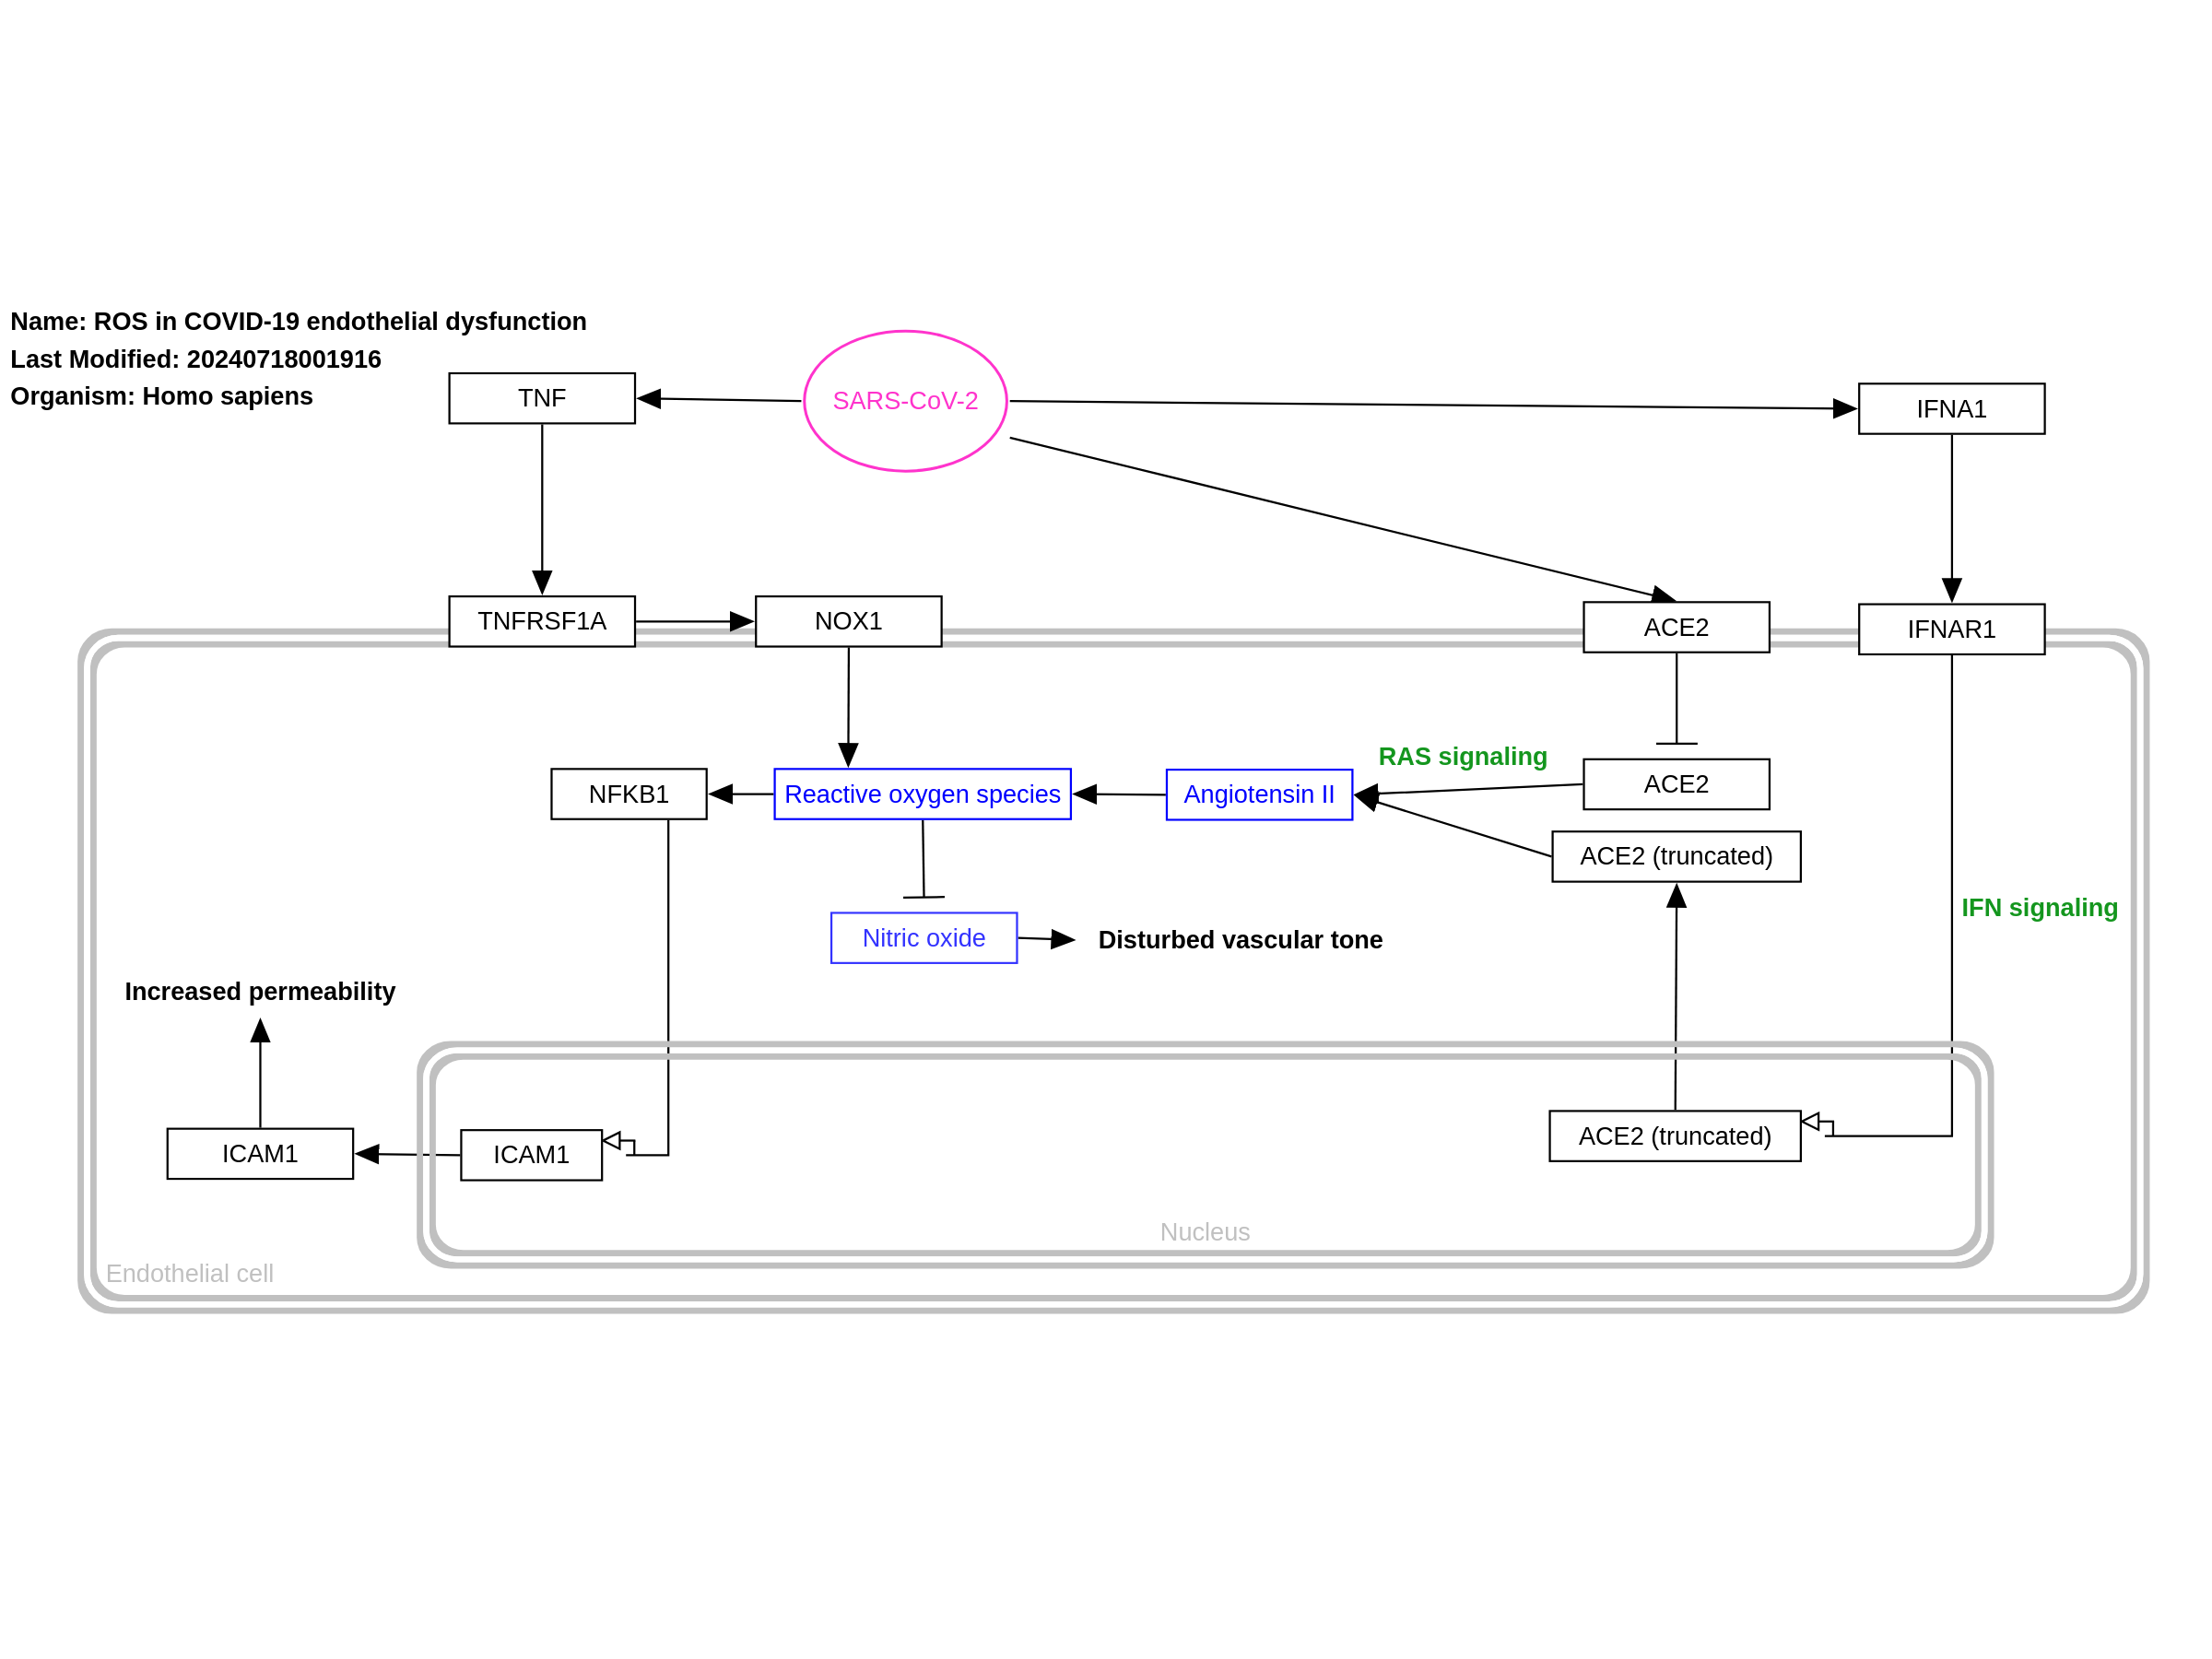 Name: ROS in COVID-19 endothelial dysfunction
Last Modified: 20240718001916
Organism: Homo sapiens
TNF
SARS-CoV-2
IFNA1
TNFRSF1A
NOX1
ACE2
IFNAR1
RAS signaling
NFKB1
Reactive oxygen species
Angiotensin II
ACE2
ACE2 (truncated)
IFN signaling
Nitric oxide
Disturbed vascular tone
Increased permeability
ICAM1
ICAM1
ACE2 (truncated)
Nucleus
Endothelial cell